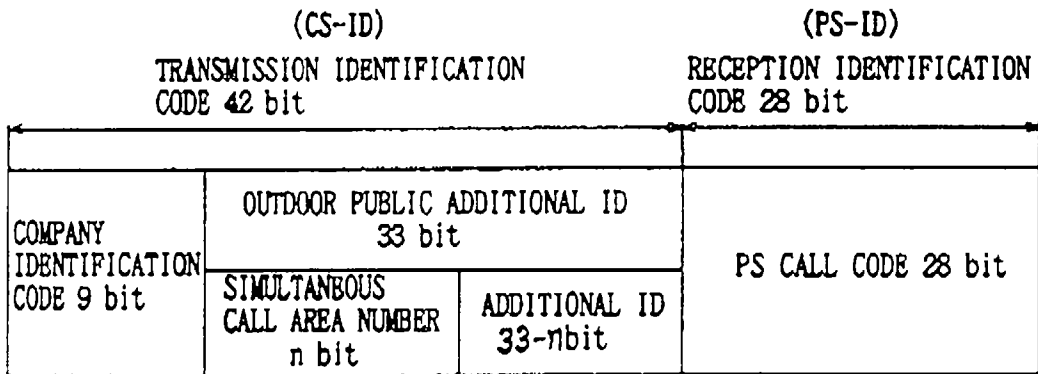 (CS-ID)
TRANSMISSION IDENTIFICATION
CODE 42 bit
(PS-ID)
RECEPTION IDENTIFICATION
CODE 28 bit
COMPANY
IDENTIFICATION
CODE 9 bit
OUTDOOR PUBLIC ADDITIONAL ID
33 bit
SIMULTANEOUS
CALL AREA NUMBER
n bit
ADDITIONAL ID
33-nbit
PS CALL CODE 28 bit